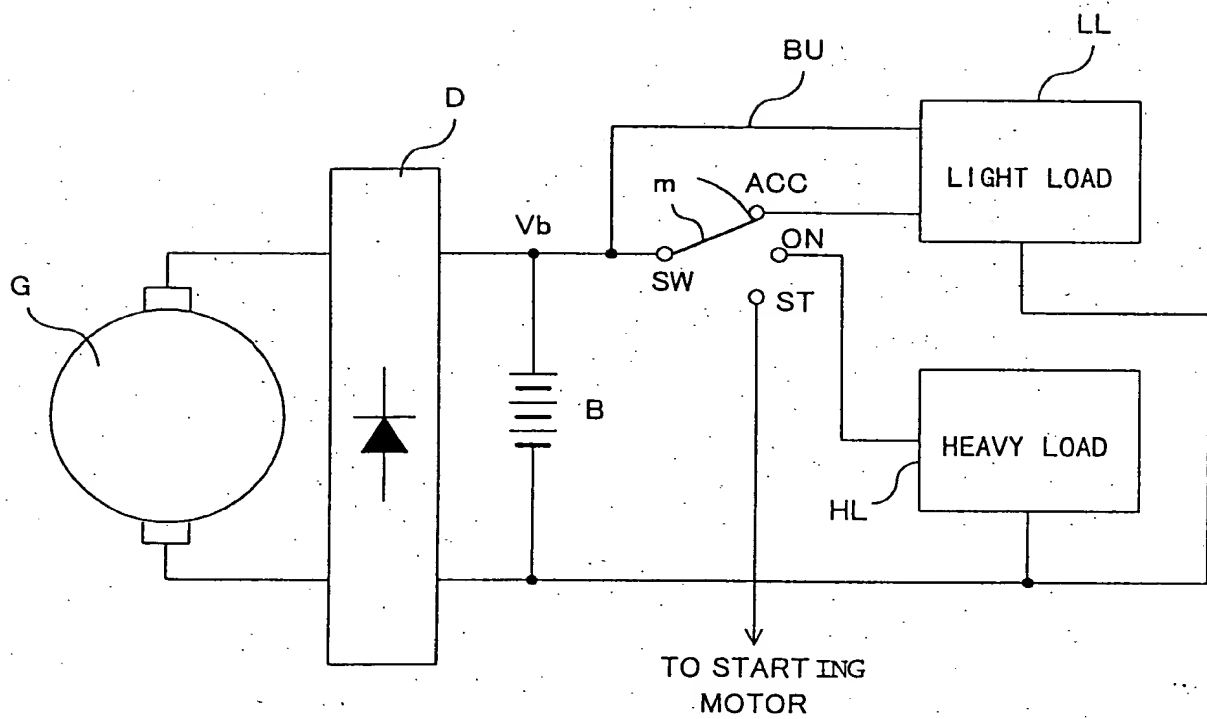 LL
BU
D
m
ACC
LIGHT LOAD
Vb
ON
SW
G
ST
B
HEAVY LOAD
HL
TO STARTING
MOTOR